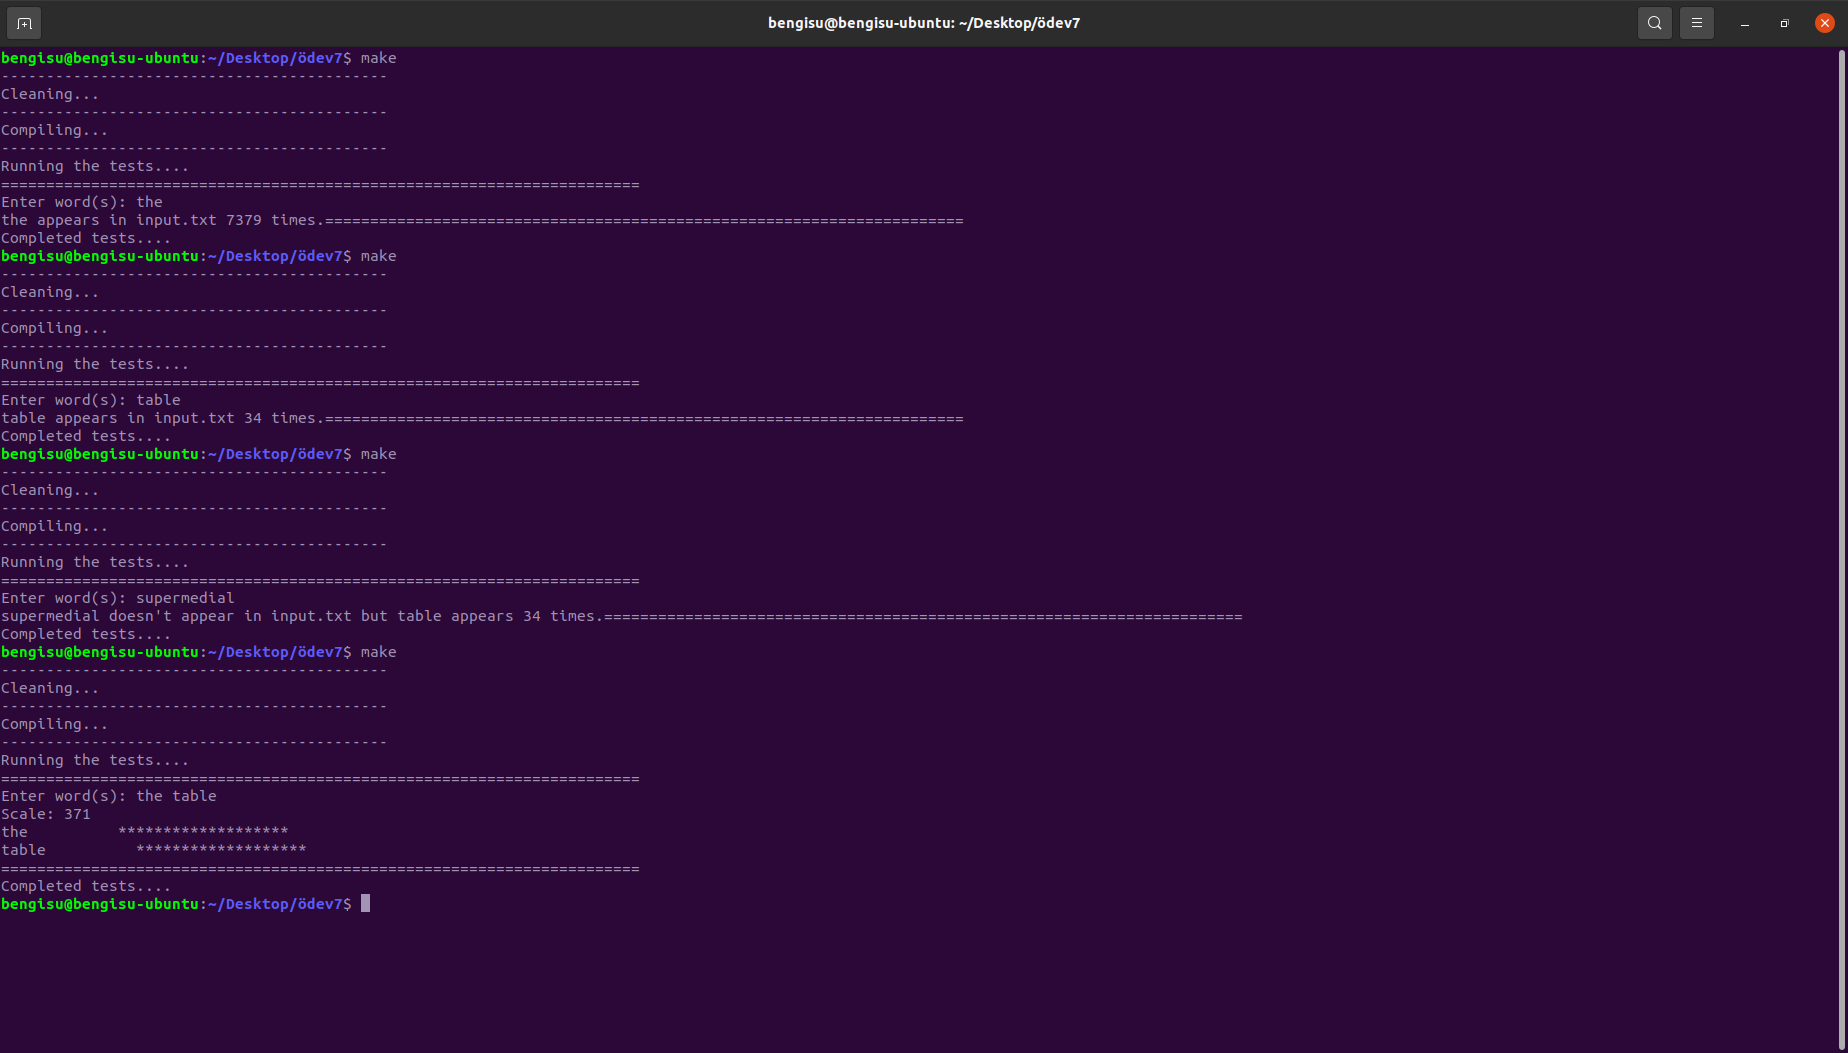 bengisu@bengisu-ubuntu: ~/Desktop/ödev7
bengisu@bengisu-ubuntu:~/Desktop/ödev7$ make
-------------------------------------------
Cleaning...
-------------------------------------------
Compiling...
-------------------------------------------
Running the tests....
=======================================================================
Enter word(s): the
the appears in input.txt 7379 times.=======================================================================
Completed tests....
bengisu@bengisu-ubuntu:~/Desktop/ödev7$ make
-------------------------------------------
Cleaning...
-------------------------------------------
Compiling...
-------------------------------------------
Running the tests....
=======================================================================
Enter word(s): table
table appears in input.txt 34 times.=======================================================================
Completed tests....
bengisu@bengisu-ubuntu:~/Desktop/ödev7$ make
-------------------------------------------
Cleaning...
-------------------------------------------
Compiling...
-------------------------------------------
Running the tests....
=======================================================================
Enter word(s): supermedial
supermedial doesn't appear in input.txt but table appears 34 times.=======================================================================
Completed tests....
bengisu@bengisu-ubuntu:~/Desktop/ödev7$ make
-------------------------------------------
Cleaning...
-------------------------------------------
Compiling...
-------------------------------------------
Running the tests....
=======================================================================
Enter word(s): the table
Scale: 371
the          *******************
table          *******************
=======================================================================
Completed tests....
bengisu@bengisu-ubuntu:~/Desktop/ödev7$